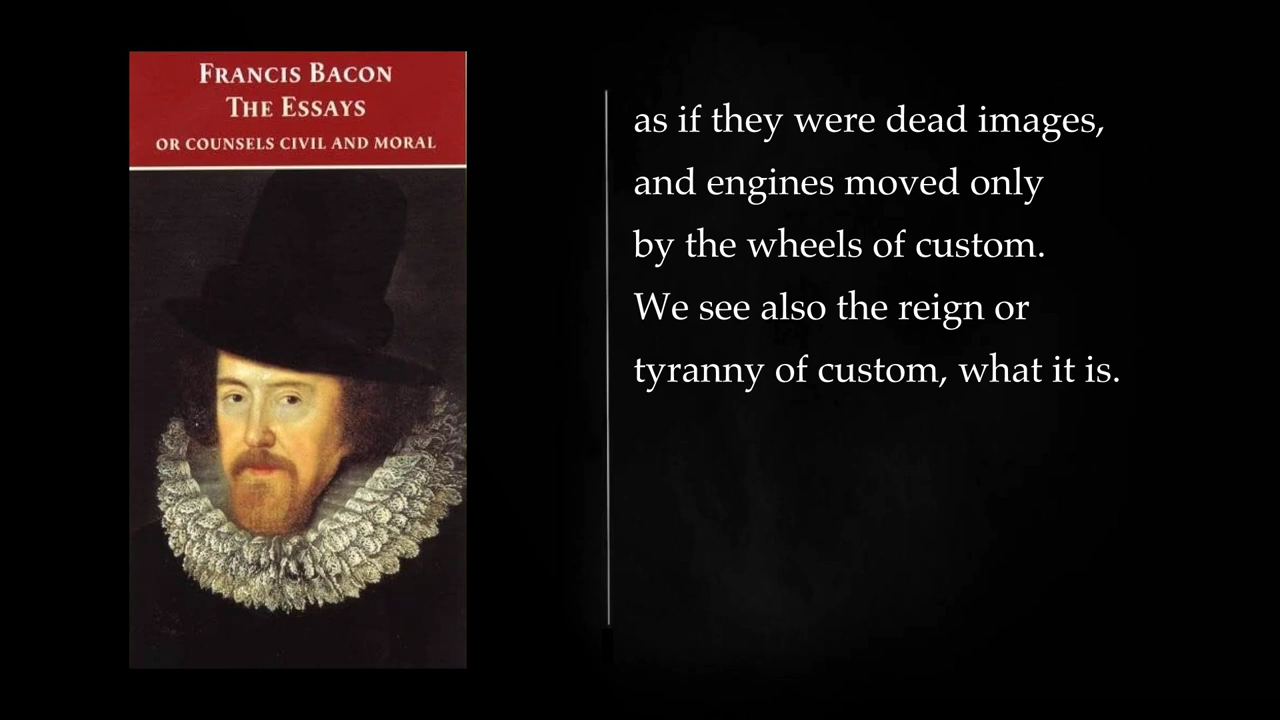 FRANCIS BACON
THE ESSAYS
OR COUNSELS CIVIL AND MORAL
as if they were dead images,
and engines moved only
by the wheels of custom.
We see also the reign or
tyranny of custom, what it is.